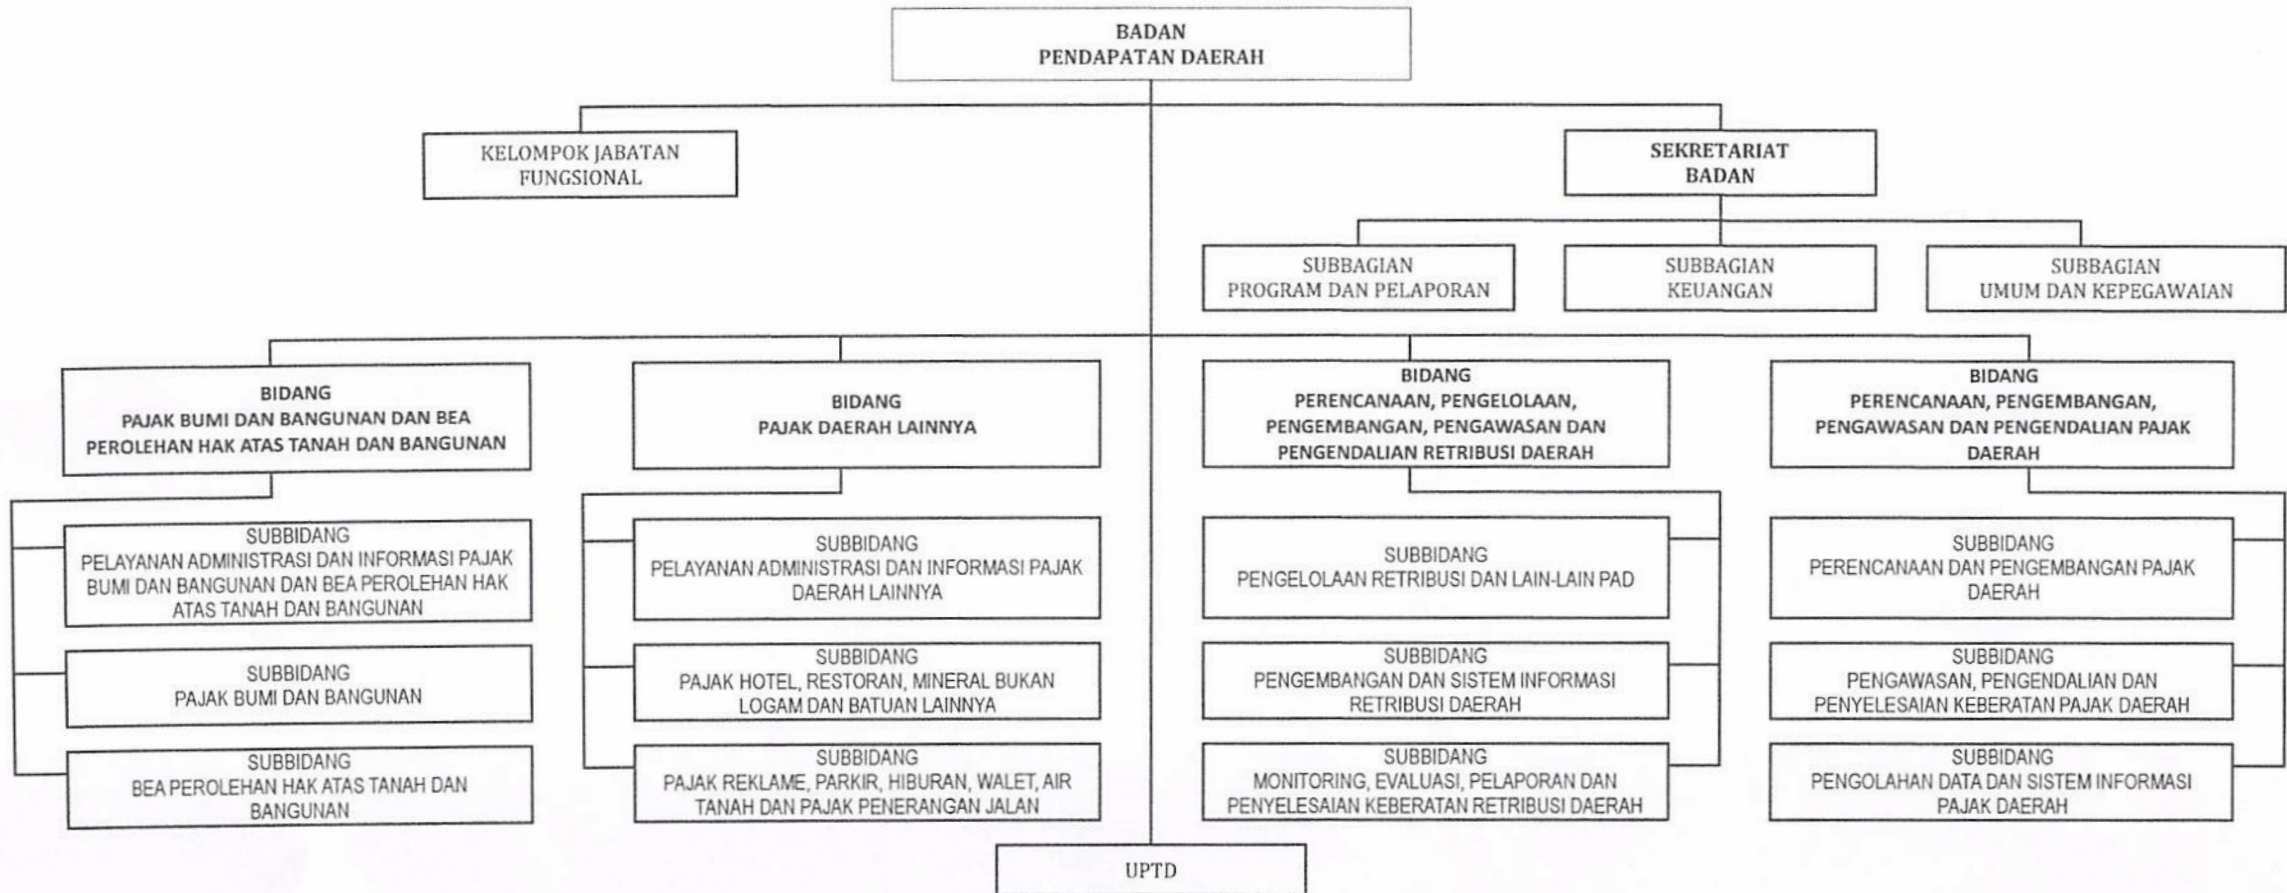 BADAN
PENDAPATAN DAERAH
KELOMPOK JABATAN
FUNGSIONAL
SEKRETARIAT
BADAN
SUBBAGIAN
PROGRAM DAN PELAPORAN
SUBBAGIAN
KEUANGAN
SUBBAGIAN
UMUM DAN KEPEGAWAIAN
BIDANG
PAJAK BUMI DAN BANGUNAN DAN BEA
PEROLEHAN HAK ATAS TANAH DAN BANGUNAN
BIDANG
PAJAK DAERAH LAINNYA
BIDANG
PERENCANAAN, PENGELOLAAN,
PENGEMBANGAN, PENGAWASAN DAN
PENGENDALIAN RETRIBUSI DAERAH
BIDANG
PERENCANAAN, PENGEMBANGAN,
PENGAWASAN DAN PENGENDALIAN PAJAK
DAERAH
SUBBIDANG
PELAYANAN ADMINISTRASI DAN INFORMASI PAJAK
BUMI DAN BANGUNAN DAN BEA PEROLEHAN HAK
ATAS TANAH DAN BANGUNAN
SUBBIDANG
PELAYANAN ADMINISTRASI DAN INFORMASI PAJAK
DAERAH LAINNYA
SUBBIDANG
PENGELOLAAN RETRIBUSI DAN LAIN-LAIN PAD
SUBBIDANG
PERENCANAAN DAN PENGEMBANGAN PAJAK
DAERAH
SUBBIDANG
PAJAK BUMI DAN BANGUNAN
SUBBIDANG
PAJAK HOTEL, RESTORAN, MINERAL BUKAN
LOGAM DAN BATUAN LAINNYA
SUBBIDANG
PENGEMBANGAN DAN SISTEM INFORMASI
RETRIBUSI DAERAH
SUBBIDANG
PENGAWASAN, PENGENDALIAN DAN
PENYELESAIAN KEBERATAN PAJAK DAERAH
SUBBIDANG
BEA PEROLEHAN HAK ATAS TANAH DAN
BANGUNAN
SUBBIDANG
PAJAK REKLAME, PARKIR, HIBURAN, WALET, AIR
TANAH DAN PAJAK PENERANGAN JALAN
SUBBIDANG
MONITORING, EVALUASI, PELAPORAN DAN
PENYELESAIAN KEBERATAN RETRIBUSI DAERAH
SUBBIDANG
PENGOLAHAN DATA DAN SISTEM INFORMASI
PAJAK DAERAH
UPTD